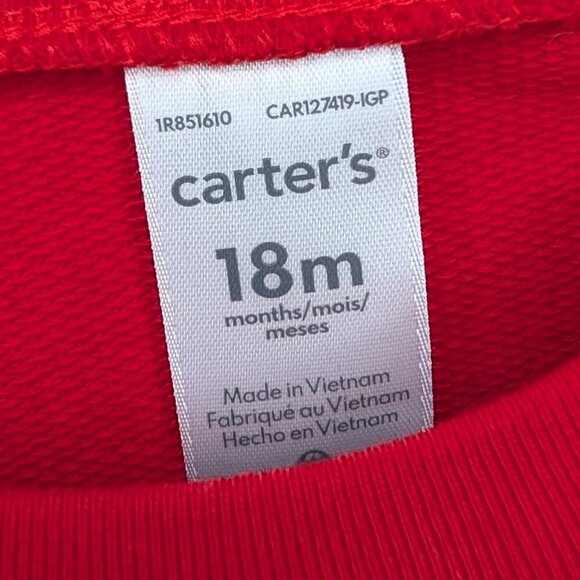 1R851610 CAR127419-IGP
carter's®
18m
months/mois/
meses
Made in Vietnam
Fabriqué au Vietnam
Hecho en Vietnam